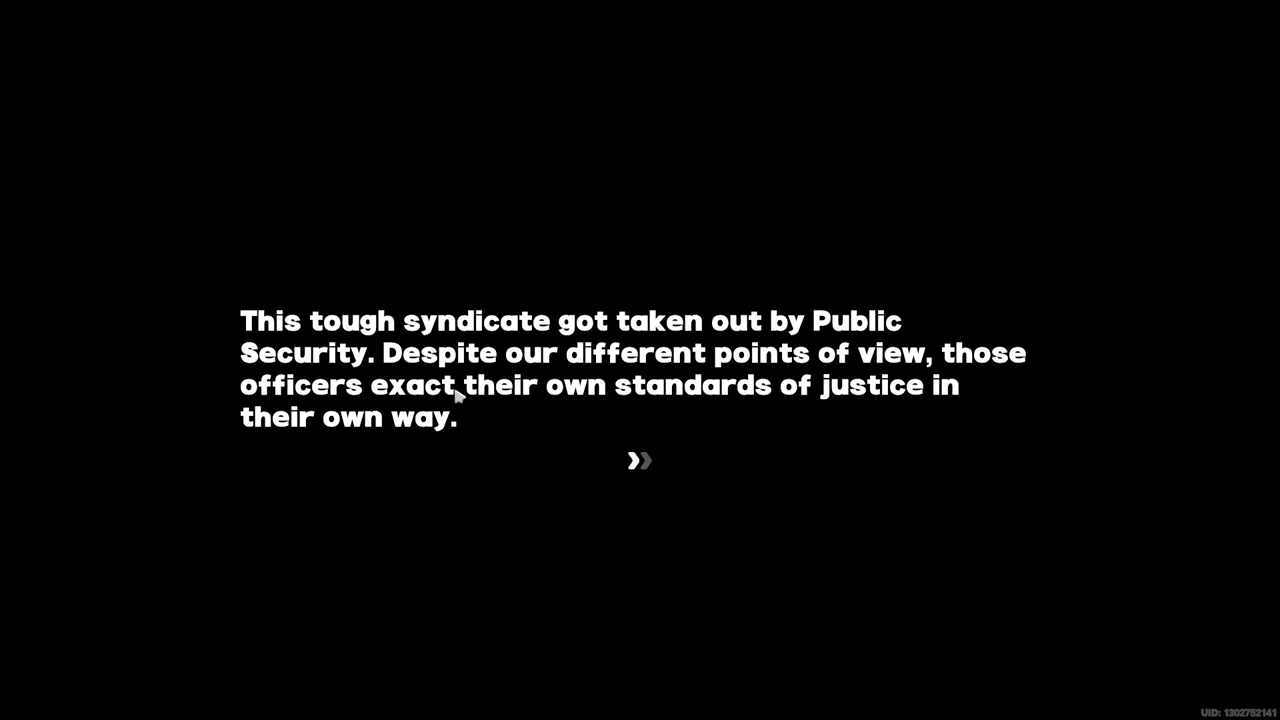 This tough syndicate got taken out by Public
Security. Despite our different points of view, those
officers exact their own standards of justice in
their own way.
UID: 1302752141